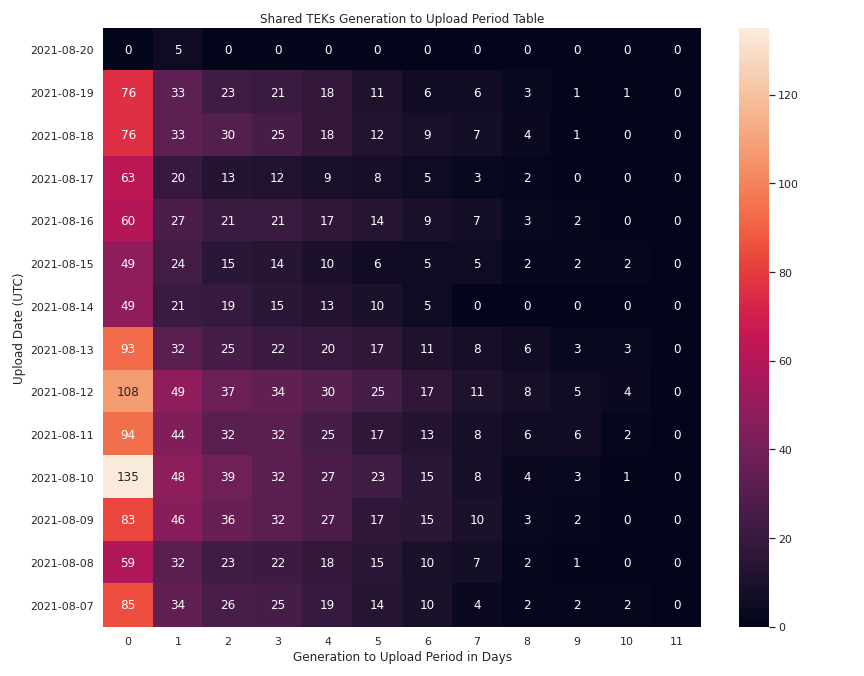 Shared TEKs Generation to Upload Period Table
2021-08-20 0 5 0 0 0 0 0 0 0 0 0 0
2021-08-19 76 33 23 21 18 11 6 6 3 1 1 0
2021-08-18 76 33 30 25 18 12 9 7 4 1 0 0
2021-08-17 63 20 13 12 9 8 5 3 2 0 0 0
2021-08-16 60 27 21 21 17 14 9 7 3 2 0 0
2021-08-15 49 24 15 14 10 6 5 5 2 2 2 0
2021-08-14 49 21 19 15 13 10 5 0 0 0 0 0
2021-08-13 93 32 25 22 20 17 11 8 6 3 3 0
2021-08-12 108 49 37 34 30 25 17 11 8 5 4 0
2021-08-11 94 44 32 32 25 17 13 8 6 6 2 0
2021-08-10 135 48 39 32 27 23 15 8 4 3 1 0
2021-08-09 83 46 36 32 27 17 15 10 3 2 0 0
2021-08-08 59 32 23 22 18 15 10 7 2 1 0 0
2021-08-07 85 34 26 25 19 14 10 4 2 2 2 0
0 1 2 3 4 5 6 7 8 9 10 11
Generation to Upload Period in Days
Upload Date (UTC)
120
100
80
60
40
20
0